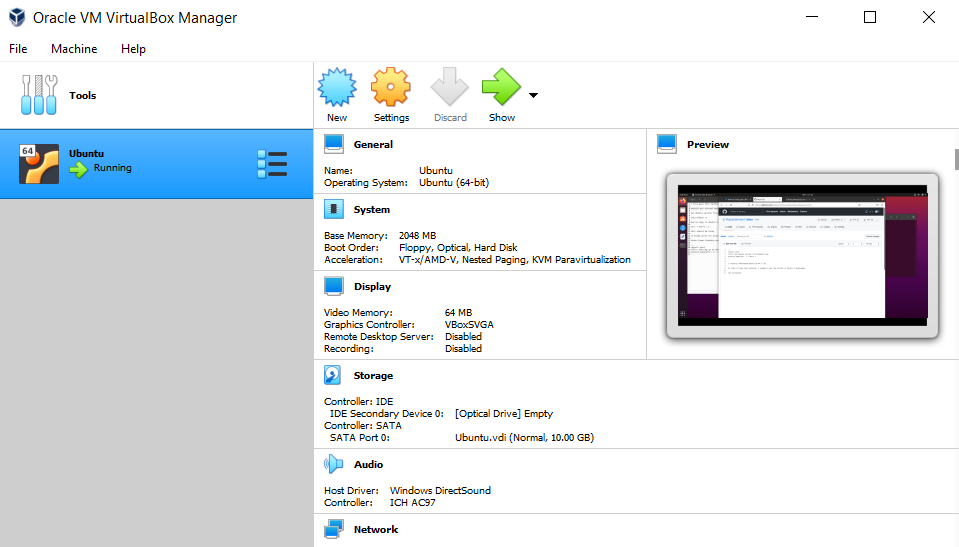 Oracle VM VirtualBox Manager
File Machine Help
Tools
New Settings Discard Show
64
Ubuntu
Running
General
Name: Ubuntu
Operating System: Ubuntu (64-bit)
System
Base Memory: 2048 MB
Boot Order: Floppy, Optical, Hard Disk
Acceleration: VT-x/AMD-V, Nested Paging, KVM Paravirtualization
Display
Video Memory: 64 MB
Graphics Controller: VBoxSVGA
Remote Desktop Server: Disabled
Recording: Disabled
Preview
Storage
Controller: IDE
IDE Secondary Device 0: [Optical Drive] Empty
Controller: SATA
SATA Port 0: Ubuntu.vdi (Normal, 10.00 GB)
Audio
Host Driver: Windows DirectSound
Controller: ICH AC97
Network